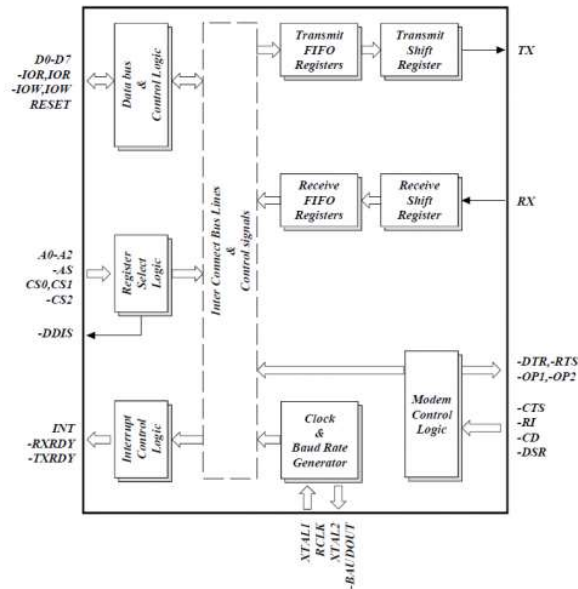 D0-D7
-IOR,IOR
-IOW,IOW
RESET
Data bus
&
Control Logic
Inter Connect Bus Lines
&
Control signals
Transmit
FIFO
Registers
Transmit
Shift
Register
TX
Receive
FIFO
Registers
Receive
Shift
Register
RX
A0-A2
-AS
CS0,CS1
-CS2
Register
Select
Logic
-DDIS
INT
-RXRDY
-TXRDY
Interrupt
Control
Logic
Clock
&
Baud Rate
Generator
Modem
Control
Logic
-DTR,-RTS
-OP1,-OP2
-CTS
-RI
-CD
-DSR
XTAL1
RCLK
XTAL2
-BAUDOUT